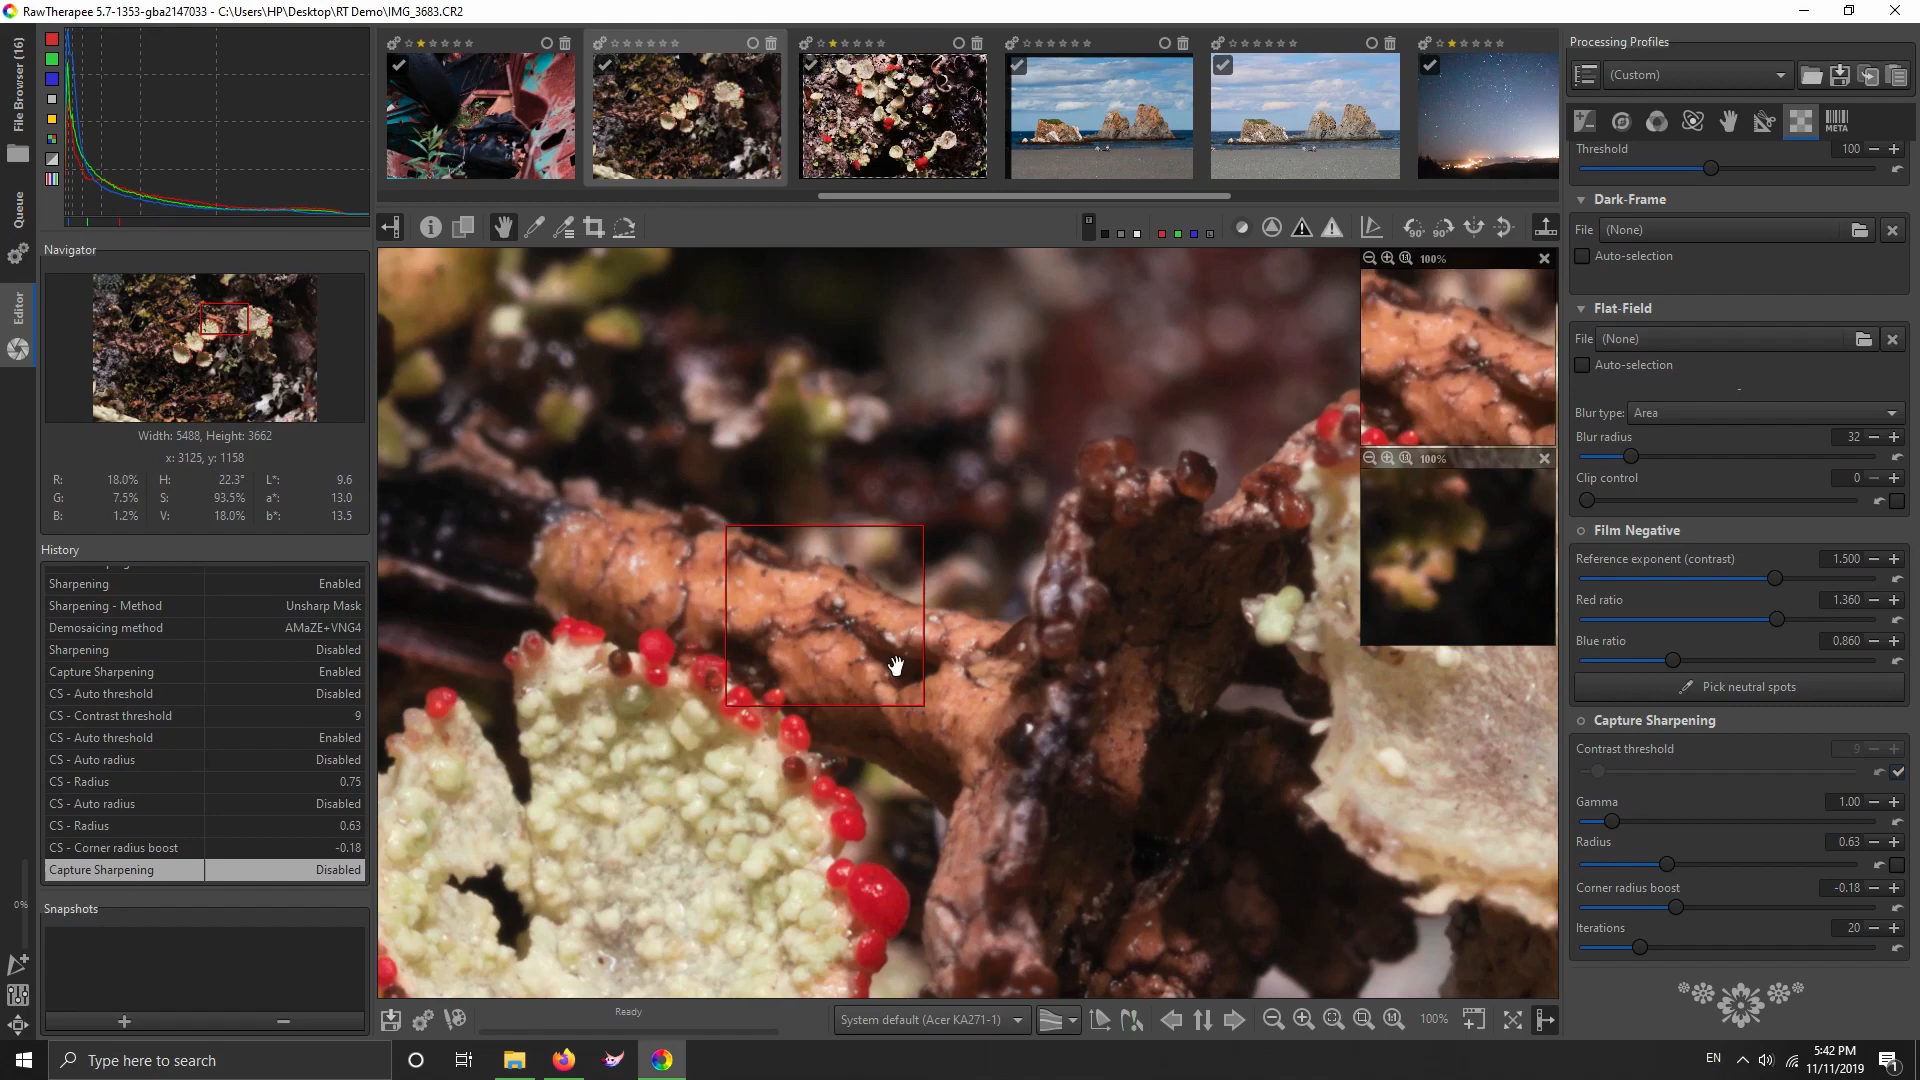 RawTherapee 5.7-1353-gba2147033 - C:\Users\HP\Desktop\RT Demo\IMG_3683.CR2
File Browser (16)
Queue
Editor
Navigator
Width: 5488, Height: 3662
x: 3125, y: 1158
R: 18.0% H: 22.3° L*: 9.6
G: 7.5% S: 93.5% a*: 13.0
B: 1.2% V: 18.0% b*: 13.5
History
Sharpening Enabled
Sharpening - Method Unsharp Mask
Demosaicing method AMaZE+VNG4
Sharpening Disabled
Capture Sharpening Enabled
CS - Auto threshold Disabled
CS - Contrast threshold 9
CS - Auto threshold Enabled
CS - Auto radius Disabled
CS - Radius 0.75
CS - Auto radius Disabled
CS - Radius 0.63
CS - Corner radius boost -0.18
Capture Sharpening Disabled
Snapshots
0%
100%
100%
Ready
System default (Acer KA271-1)
100%
Processing Profiles
(Custom)
META
Threshold 100
Dark-Frame
File (None)
Auto-selection
Flat-Field
File (None)
Auto-selection
-
Blur type: Area
Blur radius 32
Clip control 0
Film Negative
Reference exponent (contrast) 1.500
Red ratio 1.360
Blue ratio 0.860
Pick neutral spots
Capture Sharpening
Contrast threshold 9
Gamma 1.00
Radius 0.63
Corner radius boost -0.18
Iterations 20
Type here to search
EN
5:42 PM
11/11/2019
1